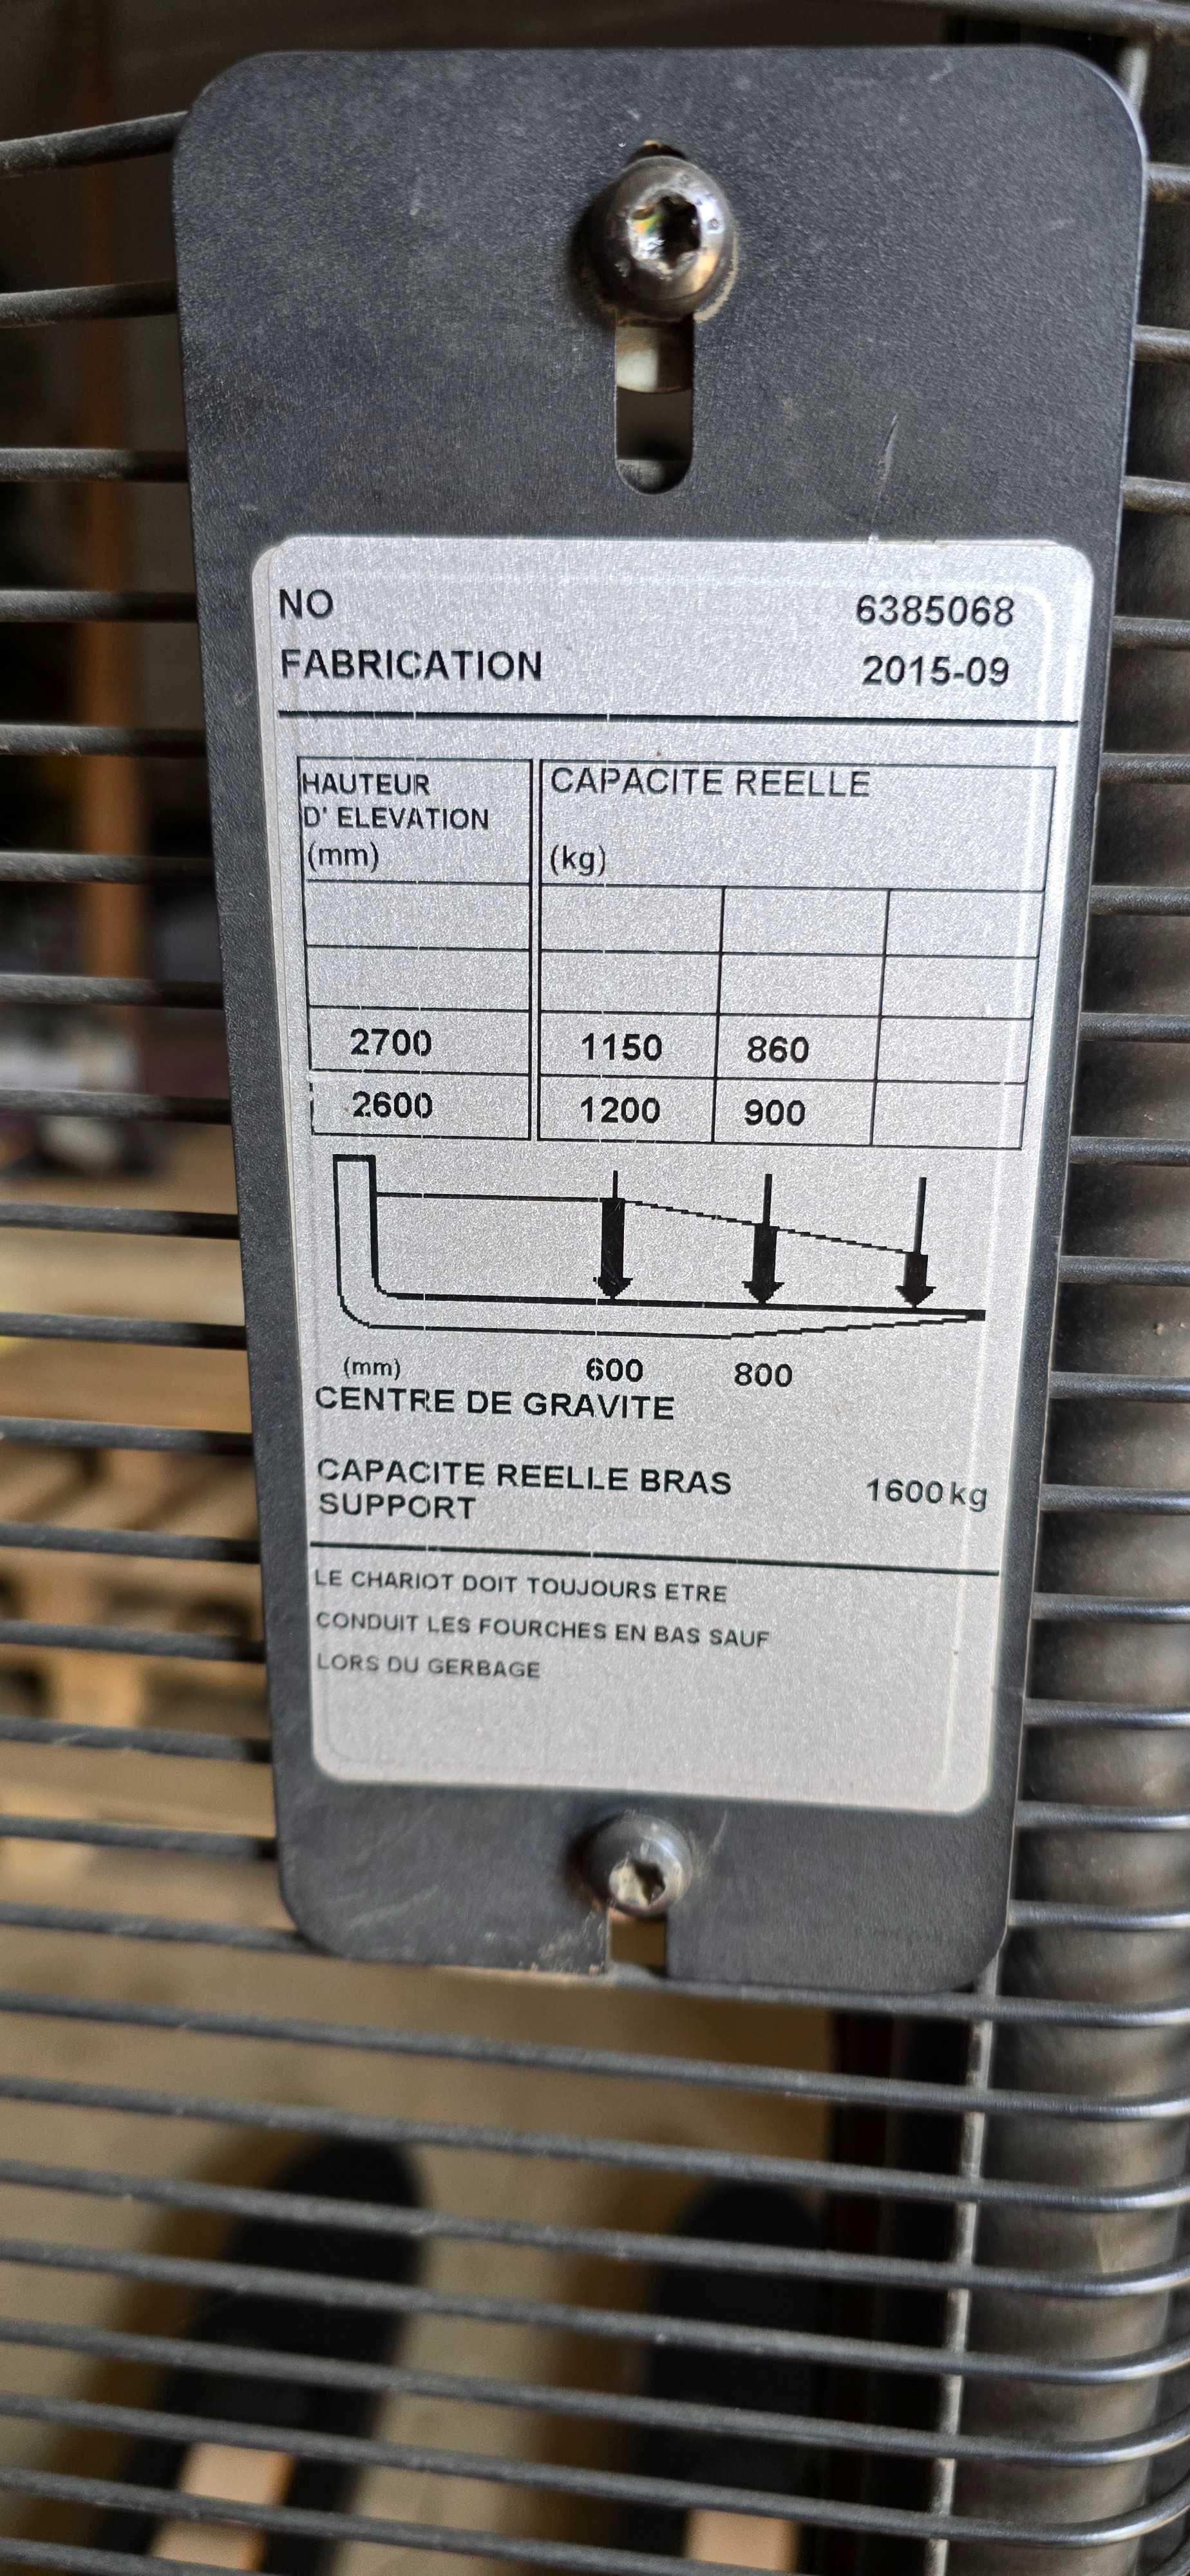 NO 6385068
FABRICATION 2015-09
HAUTEUR CAPACITE REELLE
D' ELEVATION
(mm) (kg)
2700 1150 860
2600 1200 900
(mm) 600 800
CENTRE DE GRAVITE
CAPACITE REELLE BRAS 1600 kg
SUPPORT
LE CHARIOT DOIT TOUJOURS ETRE
CONDUIT LES FOURCHES EN BAS SAUF
LORS DU GERBAGE